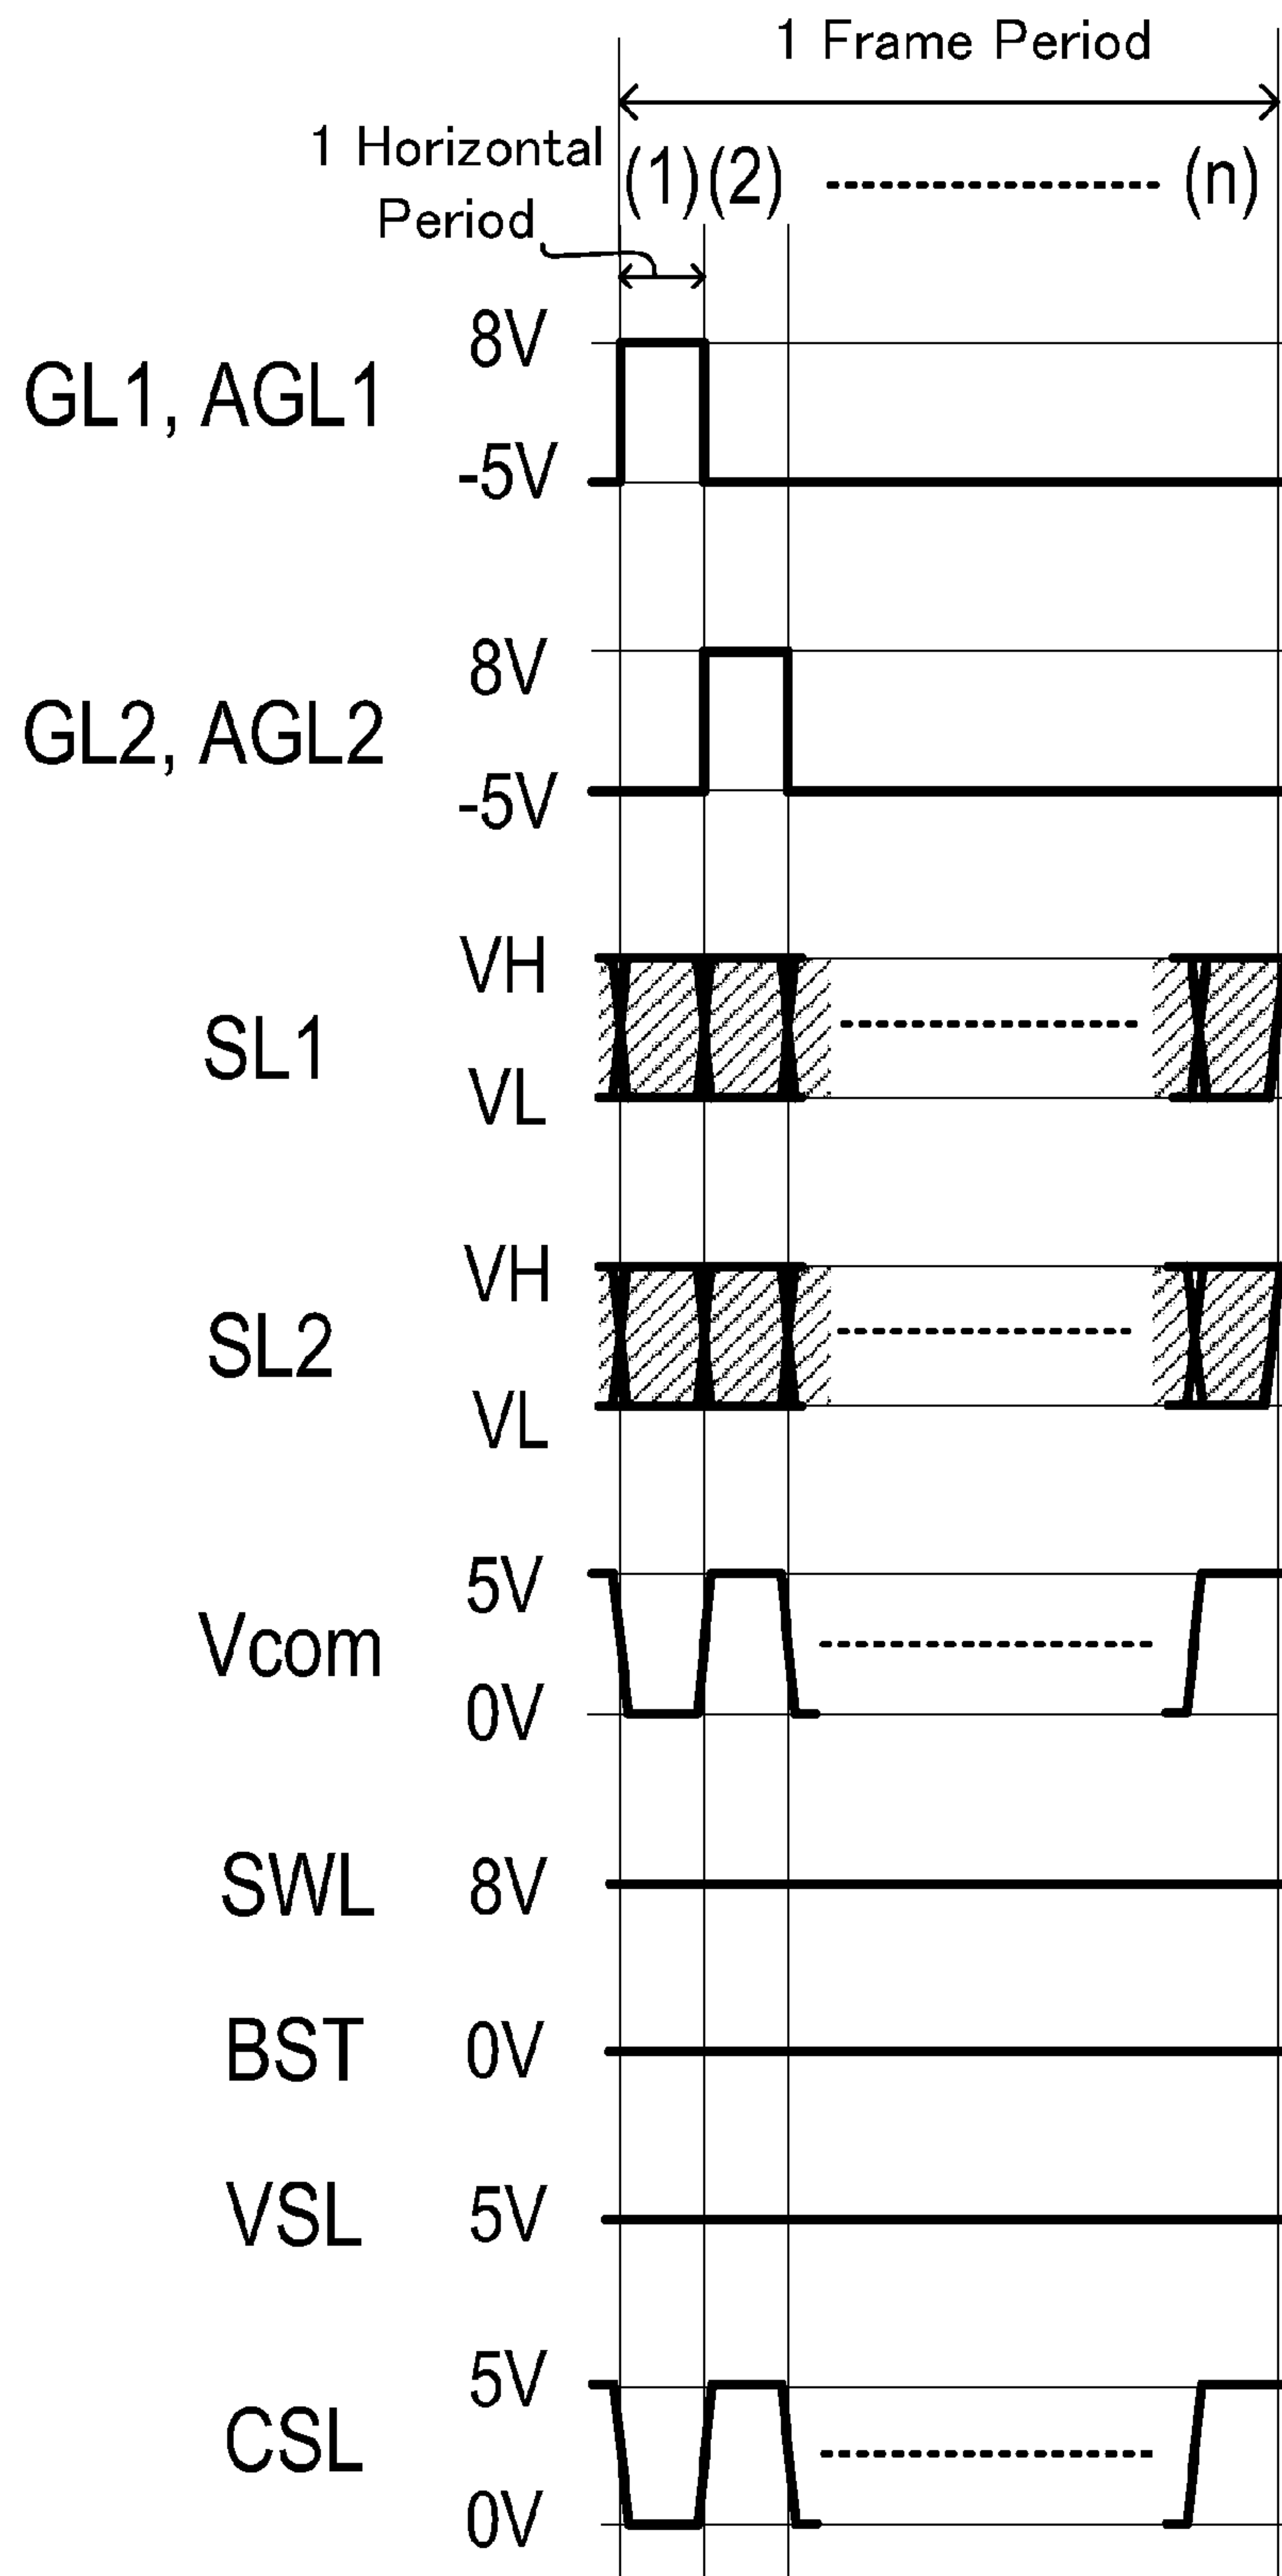 1 Frame Period
1 Horizontal
Period
(1) (2) (n)
GL1, AGL1
8V
-5V
GL2, AGL2
8V
-5V
SL1
VH
VL
SL2
VH
VL
Vcom
5V
0V
SWL 8V
BST 0V
VSL 5V
CSL
5V
0V